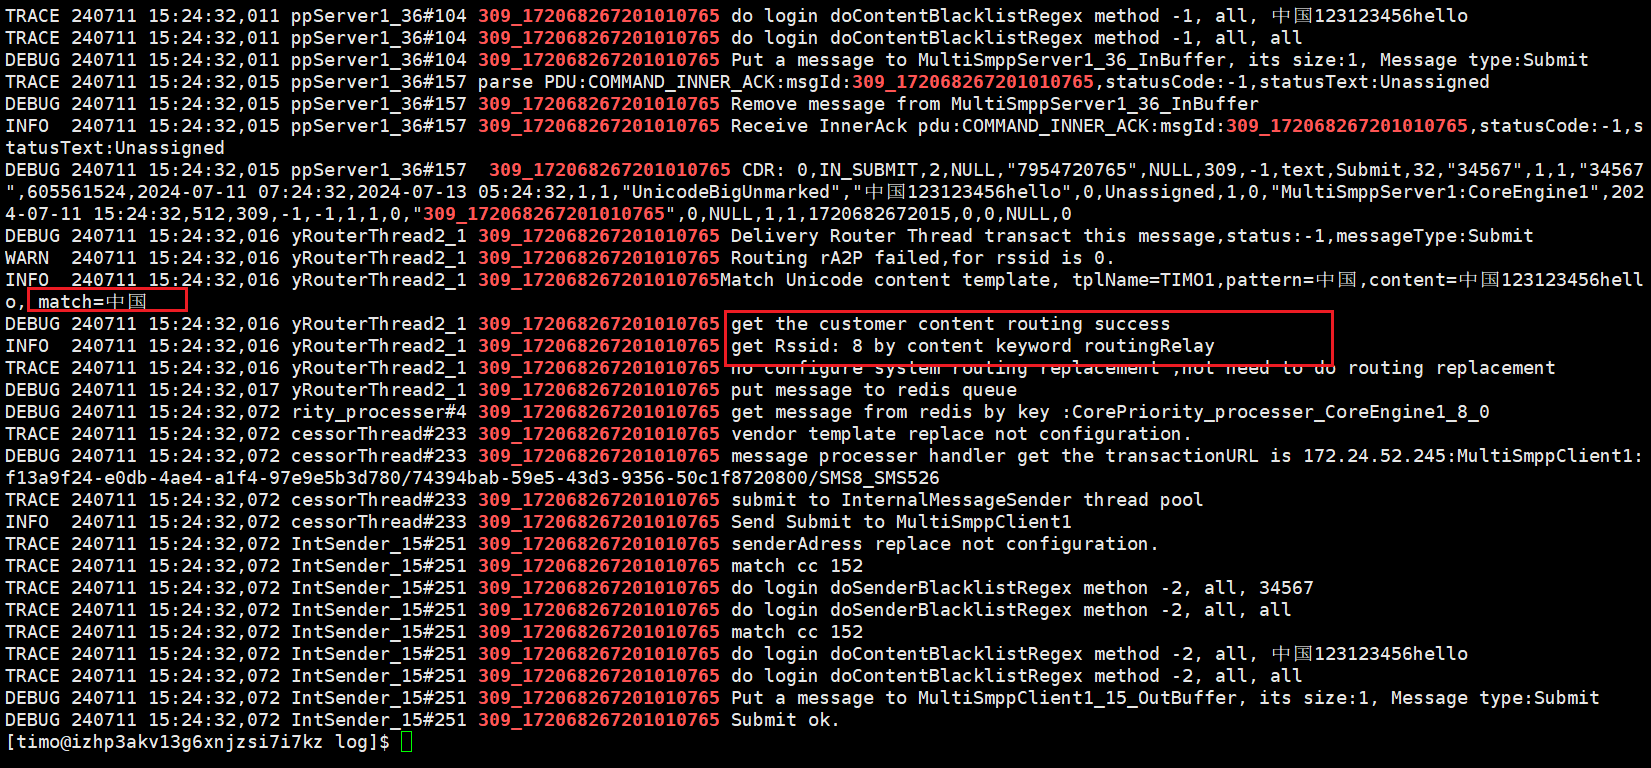 TRACE 240711 15:24:32,011 ppServer1_36#104 309_172068267201010765 do login doContentBlacklistRegex method -1, all, 中国123123456hello
TRACE 240711 15:24:32,011 ppServer1_36#104 309_172068267201010765 do login doContentBlacklistRegex method -1, all, all
DEBUG 240711 15:24:32,011 ppServer1_36#104 309_172068267201010765 Put a message to MultiSmppServer1_36_InBuffer, its size:1, Message type:Submit
TRACE 240711 15:24:32,015 ppServer1_36#157 parse PDU:COMMAND_INNER_ACK:msgId:309_172068267201010765,statusCode:-1,statusText:Unassigned
DEBUG 240711 15:24:32,015 ppServer1_36#157 309_172068267201010765 Remove message from MultiSmppServer1_36_InBuffer
INFO  240711 15:24:32,015 ppServer1_36#157 309_172068267201010765 Receive InnerAck pdu:COMMAND_INNER_ACK:msgId:309_172068267201010765,statusCode:-1,s
tatusText:Unassigned
DEBUG 240711 15:24:32,015 ppServer1_36#157  309_172068267201010765 CDR: 0,IN_SUBMIT,2,NULL,"7954720765",NULL,309,-1,text,Submit,32,"34567",1,1,"34567
",605561524,2024-07-11 07:24:32,2024-07-13 05:24:32,1,1,"UnicodeBigUnmarked","中国123123456hello",0,Unassigned,1,0,"MultiSmppServer1:CoreEngine1",202
4-07-11 15:24:32,512,309,-1,-1,1,1,0,"309_172068267201010765",0,NULL,1,1,1720682672015,0,0,NULL,0
DEBUG 240711 15:24:32,016 yRouterThread2_1 309_172068267201010765 Delivery Router Thread transact this message,status:-1,messageType:Submit
WARN  240711 15:24:32,016 yRouterThread2_1 309_172068267201010765 Routing rA2P failed,for rssid is 0.
INFO  240711 15:24:32,016 yRouterThread2_1 309_172068267201010765Match Unicode content template, tplName=TIMO1,pattern=中国,content=中国123123456hell
o, match=中国
DEBUG 240711 15:24:32,016 yRouterThread2_1 309_172068267201010765 get the customer content routing success
INFO  240711 15:24:32,016 yRouterThread2_1 309_172068267201010765 get Rssid: 8 by content keyword routingRelay
TRACE 240711 15:24:32,016 yRouterThread2_1 309_172068267201010765 no configure system routing replacement ,not need to do routing replacement
DEBUG 240711 15:24:32,017 yRouterThread2_1 309_172068267201010765 put message to redis queue
DEBUG 240711 15:24:32,072 rity_processer#4 309_172068267201010765 get message from redis by key :CorePriority_processer_CoreEngine1_8_0
TRACE 240711 15:24:32,072 cessorThread#233 309_172068267201010765 vendor template replace not configuration.
DEBUG 240711 15:24:32,072 cessorThread#233 309_172068267201010765 message processer handler get the transactionURL is 172.24.52.245:MultiSmppClient1:
f13a9f24-e0db-4ae4-a1f4-97e9e5b3d780/74394bab-59e5-43d3-9356-50c1f8720800/SMS8_SMS526
TRACE 240711 15:24:32,072 cessorThread#233 309_172068267201010765 submit to InternalMessageSender thread pool
INFO  240711 15:24:32,072 cessorThread#233 309_172068267201010765 Send Submit to MultiSmppClient1
TRACE 240711 15:24:32,072 IntSender_15#251 309_172068267201010765 senderAdress replace not configuration.
TRACE 240711 15:24:32,072 IntSender_15#251 309_172068267201010765 match cc 152
TRACE 240711 15:24:32,072 IntSender_15#251 309_172068267201010765 do login doSenderBlacklistRegex methon -2, all, 34567
TRACE 240711 15:24:32,072 IntSender_15#251 309_172068267201010765 do login doSenderBlacklistRegex methon -2, all, all
TRACE 240711 15:24:32,072 IntSender_15#251 309_172068267201010765 match cc 152
TRACE 240711 15:24:32,072 IntSender_15#251 309_172068267201010765 do login doContentBlacklistRegex method -2, all, 中国123123456hello
TRACE 240711 15:24:32,072 IntSender_15#251 309_172068267201010765 do login doContentBlacklistRegex method -2, all, all
DEBUG 240711 15:24:32,072 IntSender_15#251 309_172068267201010765 Put a message to MultiSmppClient1_15_OutBuffer, its size:1, Message type:Submit
DEBUG 240711 15:24:32,072 IntSender_15#251 309_172068267201010765 Submit ok.
[timo@izhp3akv13g6xnjzsi7i7kz log]$